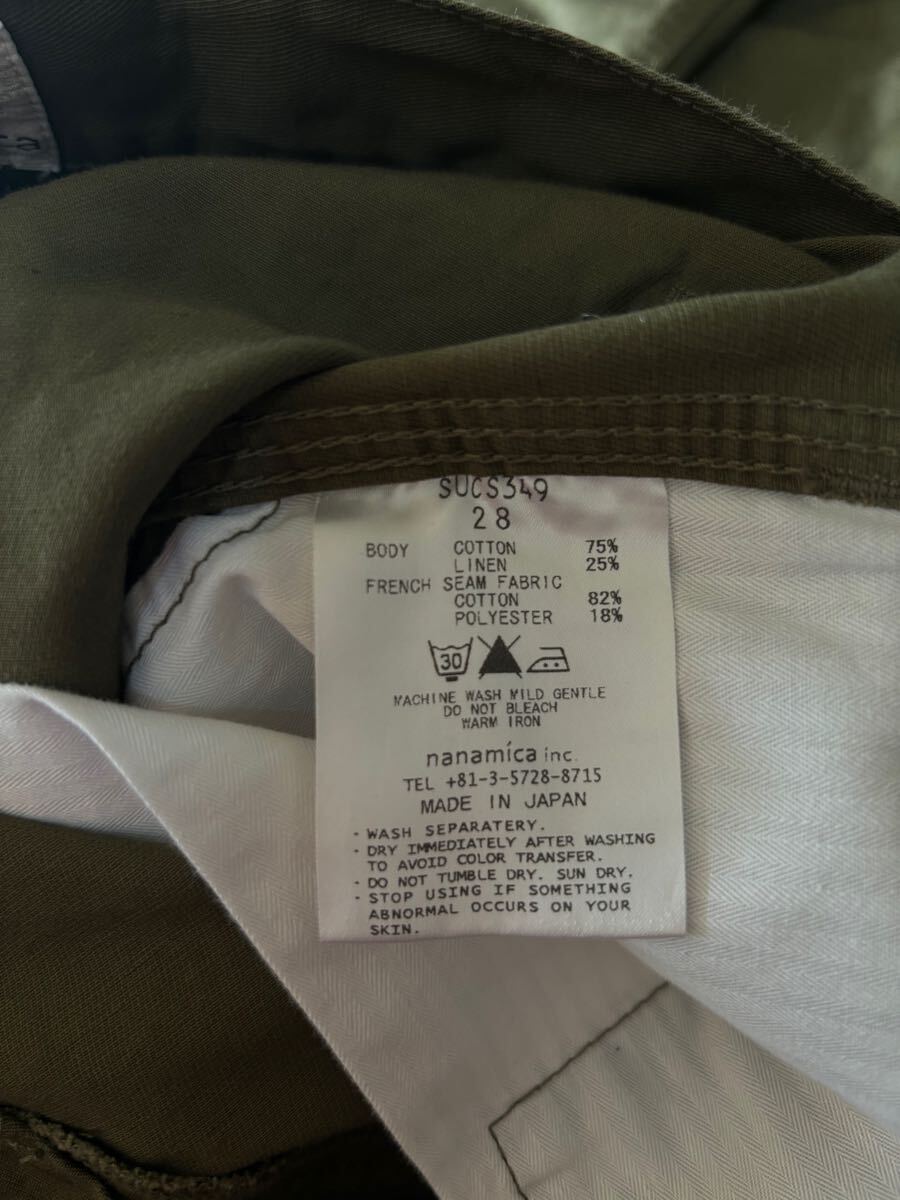 SUCS349
28
BODY COTTON 75%
LINEN 25%
FRENCH SEAM FABRIC
COTTON 82%
POLYESTER 18%
30
MACHINE WASH MILD GENTLE
DO NOT BLEACH
WARM IRON
nanamica inc.
TEL +81-3-5728-8715
MADE IN JAPAN
・WASH SEPARATERY.
・DRY IMMEDIATELY AFTER WASHING
TO AVOID COLOR TRANSFER.
・DO NOT TUMBLE DRY. SUN DRY.
・STOP USING IF SOMETHING
ABNORMAL OCCURS ON YOUR
SKIN.